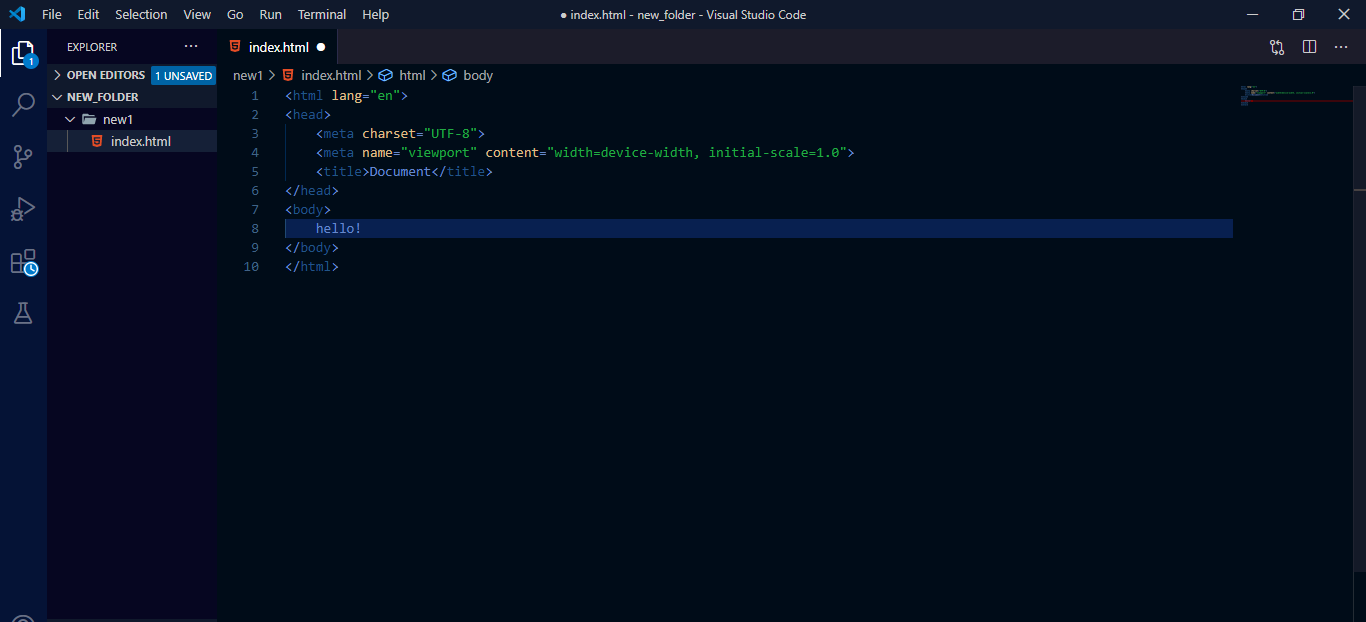 File Edit Selection View Go Run Terminal Help
● index.html - new_folder - Visual Studio Code
EXPLORER ...
index.html ●
1
OPEN EDITORS 1 UNSAVED
NEW_FOLDER
new1
index.html
new1 > index.html > html > body
1 <html lang="en">
2 <head>
3 <meta charset="UTF-8">
4 <meta name="viewport" content="width=device-width, initial-scale=1.0">
5 <title>Document</title>
6 </head>
7 <body>
8 hello!
9 </body>
10 </html>